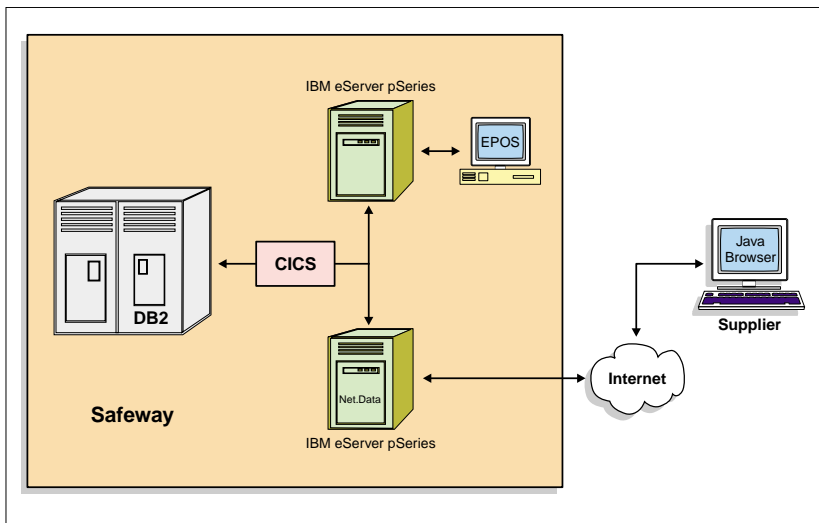 IBM eServer pSeries
EPOS
Java
Browser
Supplier
CICS
DB2
Internet
Net.Data
Safeway
IBM eServer pSeries